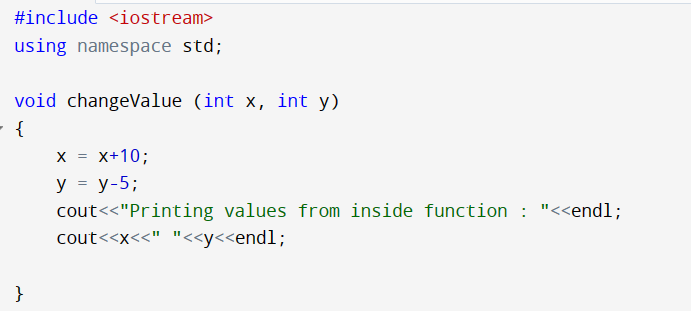 #include <iostream>
using namespace std;
void changeValue (int x, int y)
{
x = x+10;
y = y-5;
cout<<"Printing values from inside function : "<<endl;
cout<<x<<" "<<y<<endl;
}